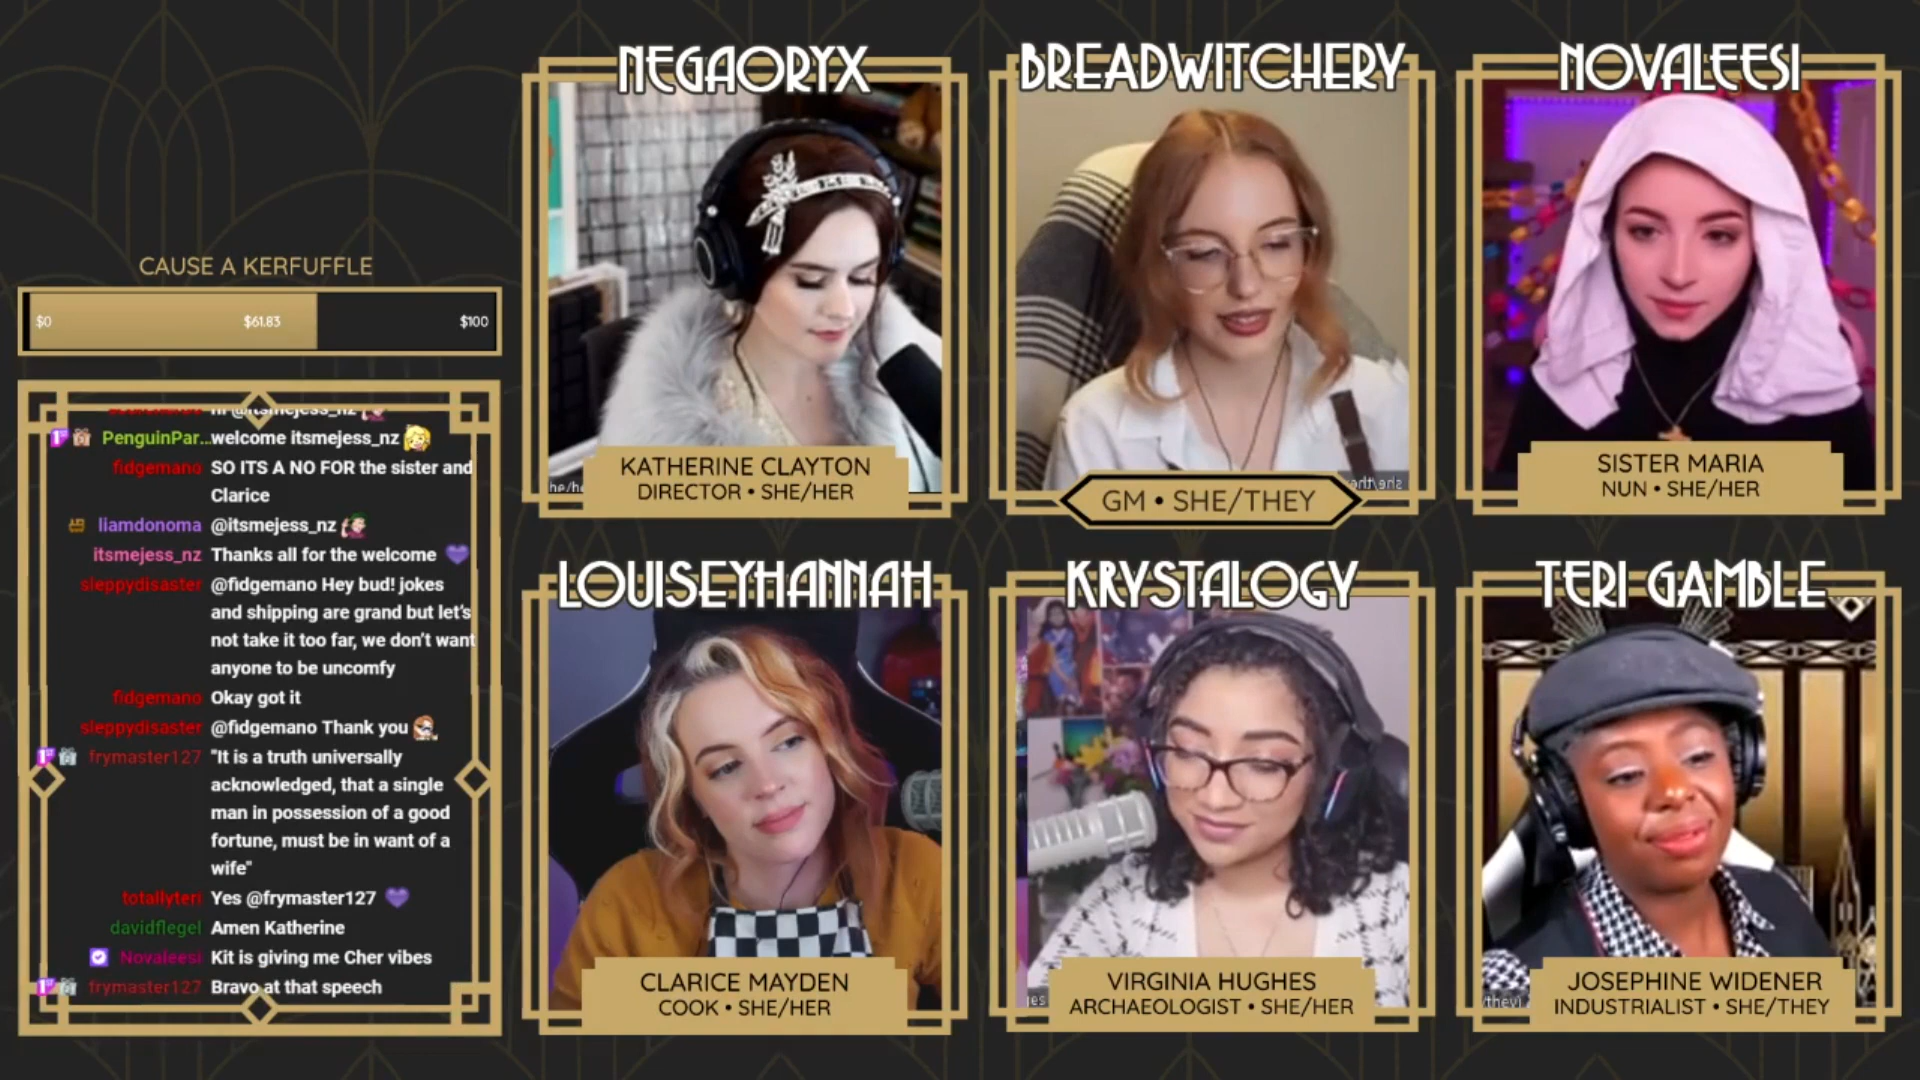 NEGAORYX
BREADWITCHERY
NOVALEESI
CAUSE A KERFUFFLE
$0 $61.83 $100
KATHERINE CLAYTON
DIRECTOR • SHE/HER
GM • SHE/THEY
SISTER MARIA
NUN • SHE/HER
hi @itsmejess_nz
PenguinPar... welcome itsmejess_nz
fidgemano SO ITS A NO FOR the sister and
Clarice
liamdonoma @itsmejess_nz
itsmejess_nz Thanks all for the welcome
sleppydisaster @fidgemano Hey bud! jokes
and shipping are grand but let's
not take it too far, we don't want
anyone to be uncomfy
fidgemano Okay got it
sleppydisaster @fidgemano Thank you
frymaster127 "It is a truth universally
acknowledged, that a single
man in possession of a good
fortune, must be in want of a
wife"
totallyteri Yes @frymaster127
davidflegel Amen Katherine
Novaleesi Kit is giving me Cher vibes
frymaster127 Bravo at that speech
LOUISEYHANNAH
KRYSTALOGY
TERI GAMBLE
CLARICE MAYDEN
COOK • SHE/HER
VIRGINIA HUGHES
ARCHAEOLOGIST • SHE/HER
JOSEPHINE WIDENER
INDUSTRIALIST • SHE/THEY